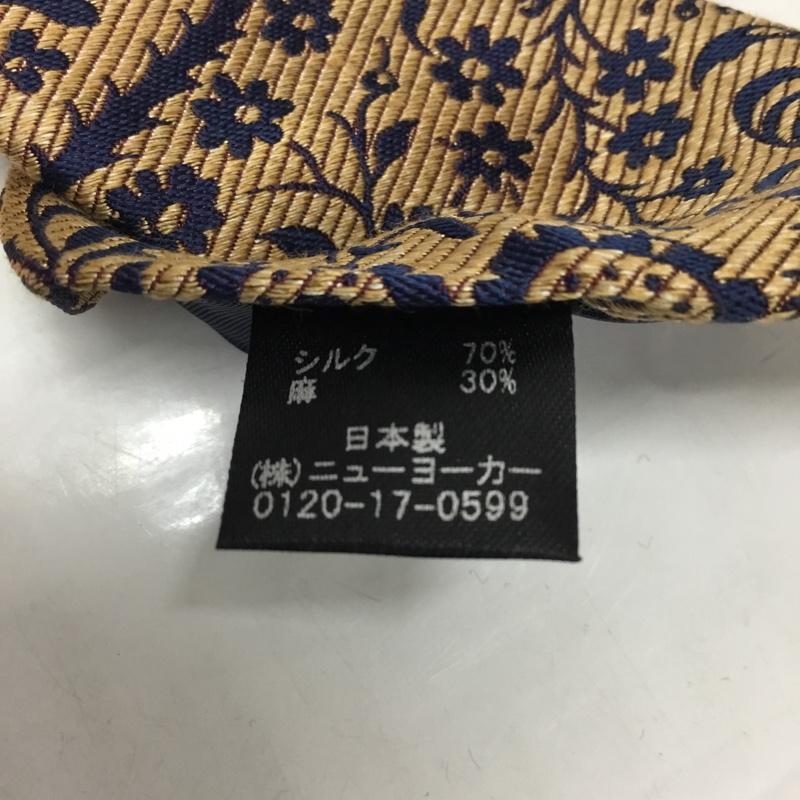 シルク 70%
麻 30%
日本製
(株)ニューヨーカー
0120-17-0599